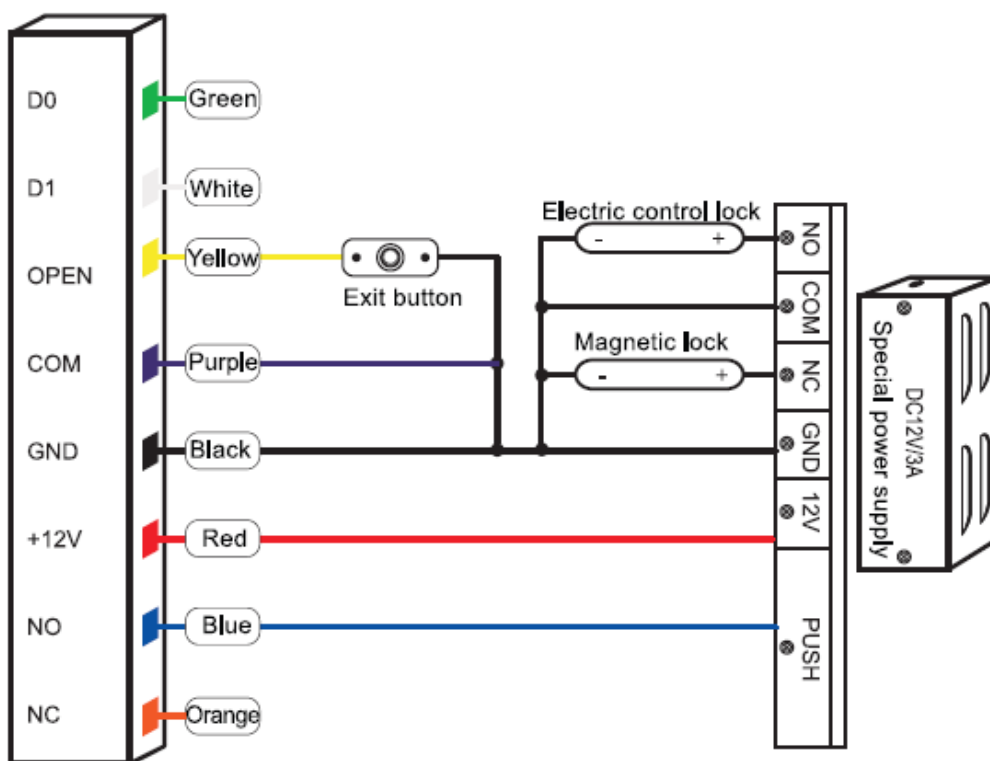 D0
Green
D1
White
OPEN
Yellow
Exit button
COM
Purple
GND
Black
+12V
Red
NO
Blue
NC
Orange
Electric control lock
- +
Magnetic lock
- +
NO
COM
NC
GND
12V
PUSH
DC12V/3A
Special power supply